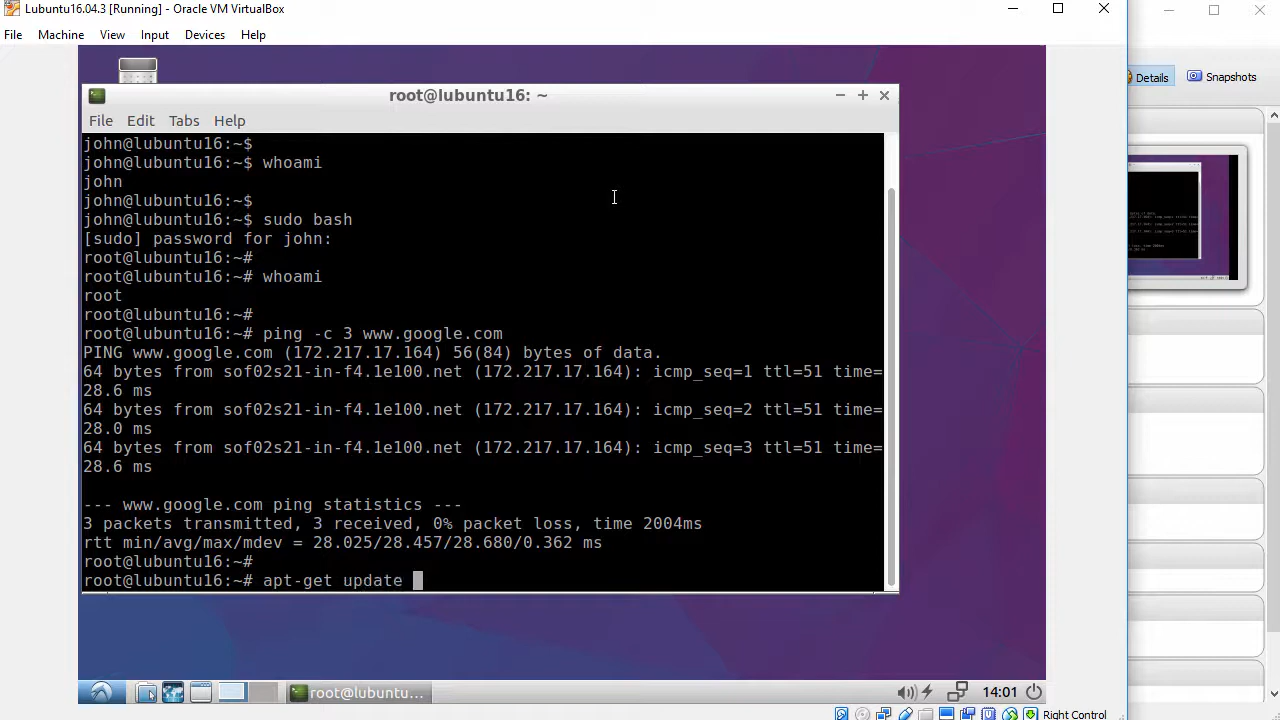 Lubuntu16.04.3 [Running] - Oracle VM VirtualBox
File Machine View Input Devices Help
Details Snapshots
root@lubuntu16: ~
File Edit Tabs Help
john@lubuntu16:~$
john@lubuntu16:~$ whoami
john
john@lubuntu16:~$
john@lubuntu16:~$ sudo bash
[sudo] password for john:
root@lubuntu16:~#
root@lubuntu16:~# whoami
root
root@lubuntu16:~#
root@lubuntu16:~# ping -c 3 www.google.com
PING www.google.com (172.217.17.164) 56(84) bytes of data.
64 bytes from sof02s21-in-f4.1e100.net (172.217.17.164): icmp_seq=1 ttl=51 time=
28.6 ms
64 bytes from sof02s21-in-f4.1e100.net (172.217.17.164): icmp_seq=2 ttl=51 time=
28.0 ms
64 bytes from sof02s21-in-f4.1e100.net (172.217.17.164): icmp_seq=3 ttl=51 time=
28.6 ms
--- www.google.com ping statistics ---
3 packets transmitted, 3 received, 0% packet loss, time 2004ms
rtt min/avg/max/mdev = 28.025/28.457/28.680/0.362 ms
root@lubuntu16:~#
root@lubuntu16:~# apt-get update
root@lubuntu16: ~
14:01
Right Control